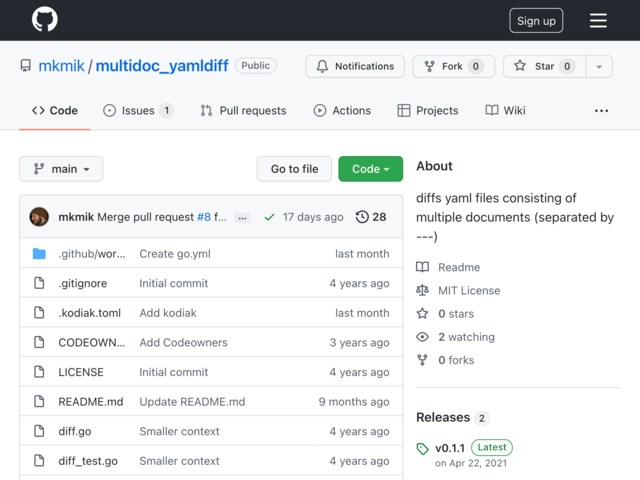 Sign up
mkmik / multidoc_yamldiff Public
Notifications Fork 0 Star 0
Code Issues 1 Pull requests Actions Projects Wiki ...
main Go to file Code
mkmik Merge pull request #8 f... ... 17 days ago 28
.github/wor... Create go.yml last month
.gitignore Initial commit 4 years ago
.kodiak.toml Add kodiak last month
CODEOWN... Add Codeowners 3 years ago
LICENSE Initial commit 4 years ago
README.md Update README.md 9 months ago
diff.go Smaller context 4 years ago
diff_test.go Smaller context 4 years ago
About
diffs yaml files consisting of
multiple documents (separated by
---)
Readme
MIT License
0 stars
2 watching
0 forks
Releases 2
v0.1.1 Latest
on Apr 22, 2021